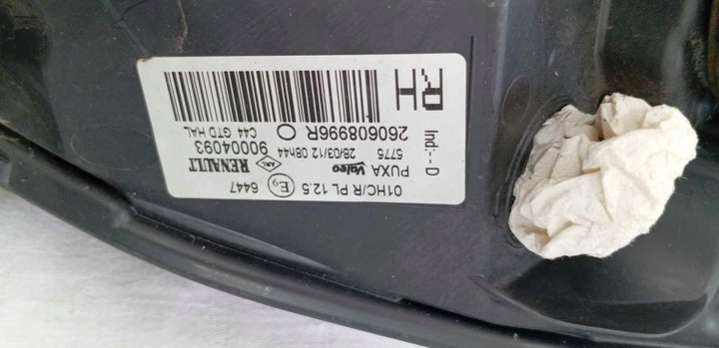 01HC/R PL 12.5 E9 6447
PUXA Valeo ARL RENAULT
5775 28/03/12 08h44 90004093
Ind:- D 260608996R C44 GTD HAL
RH